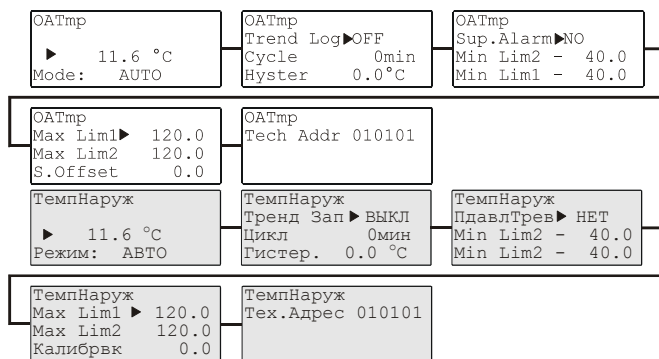 OATmp
▶ 11.6 °C
Mode: AUTO
OATmp
Trend Log▶OFF
Cycle 0min
Hyster 0.0°C
OATmp
Sup.Alarm▶NO
Min Lim2 - 40.0
Min Lim1 - 40.0
OATmp
Max Lim1▶ 120.0
Max Lim2 120.0
S.Offset 0.0
OATmp
Tech Addr 010101
ТемпНаруж
▶ 11.6 °C
Режим: АВТО
ТемпНаруж
Тренд Зап ▶ ВЫКЛ
Цикл 0мин
Гистер. 0.0 °C
ТемпНаруж
ПдавлТрев▶ НЕТ
Min Lim2 - 40.0
Min Lim2 - 40.0
ТемпНаруж
Max Lim1 ▶ 120.0
Max Lim2 120.0
Калибрвк 0.0
ТемпНаруж
Тех.Адрес 010101